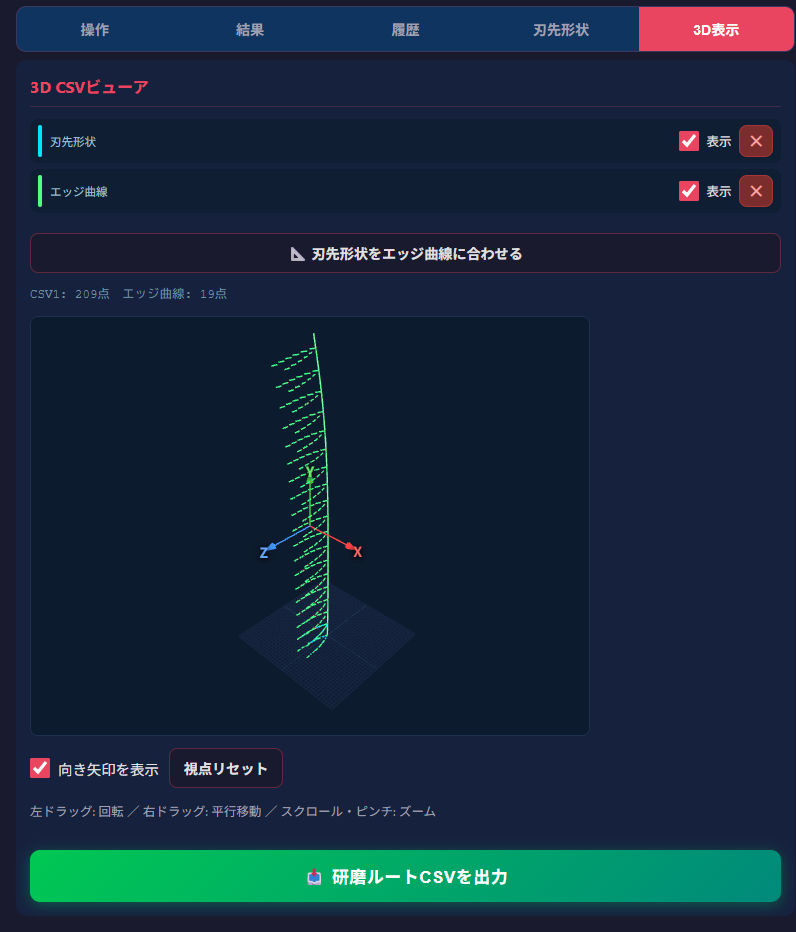 操作 結果 履歴 刃先形状 3D表示
3D CSVビューア
刃先形状 表示 ✕
エッジ曲線 表示 ✕
📐 刃先形状をエッジ曲線に合わせる
CSV1: 209点 エッジ曲線: 19点
Y
Z X
向き矢印を表示 視点リセット
左ドラッグ: 回転 ／ 右ドラッグ: 平行移動 ／ スクロール・ピンチ: ズーム
📤 研磨ルートCSVを出力